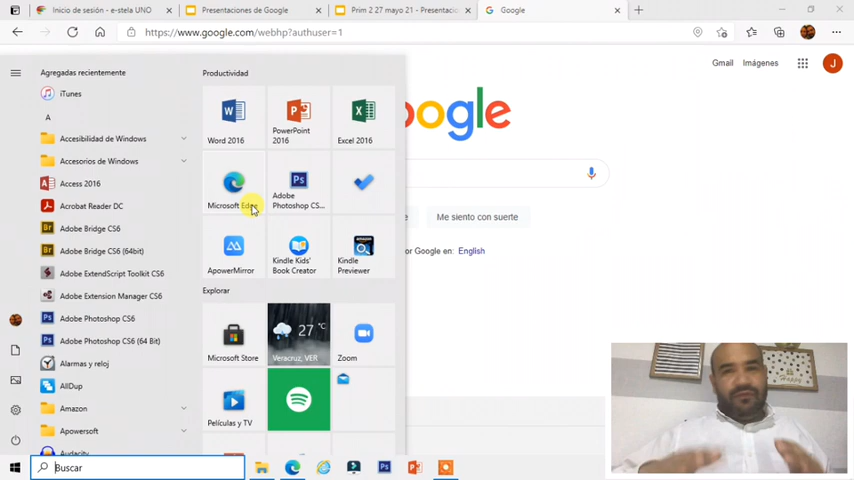 Inicio de sesión - e-stela UNO
Presentaciones de Google
Prim 2 27 mayo 21 - Presentacio
Google
https://www.google.com/webhp?authuser=1
Gmail
Imágenes
J
Agregadas recientemente
iTunes
A
Accesibilidad de Windows
Accesorios de Windows
Access 2016
Acrobat Reader DC
Adobe Bridge CS6
Adobe Bridge CS6 (64bit)
Adobe ExtendScript Toolkit CS6
Adobe Extension Manager CS6
Adobe Photoshop CS6
Adobe Photoshop CS6 (64 Bit)
Alarmas y reloj
AllDup
Amazon
Apowersoft
Audacity
Productividad
Word 2016
PowerPoint
2016
Excel 2016
Microsoft Edge
Adobe
Photoshop CS...
ApowerMirror
Kindle Kids'
Book Creator
Kindle
Previewer
Explorar
Microsoft Store
27 °C
Veracruz, VER
Zoom
Películas y TV
ogle
Me siento con suerte
or Google en: English
Buscar